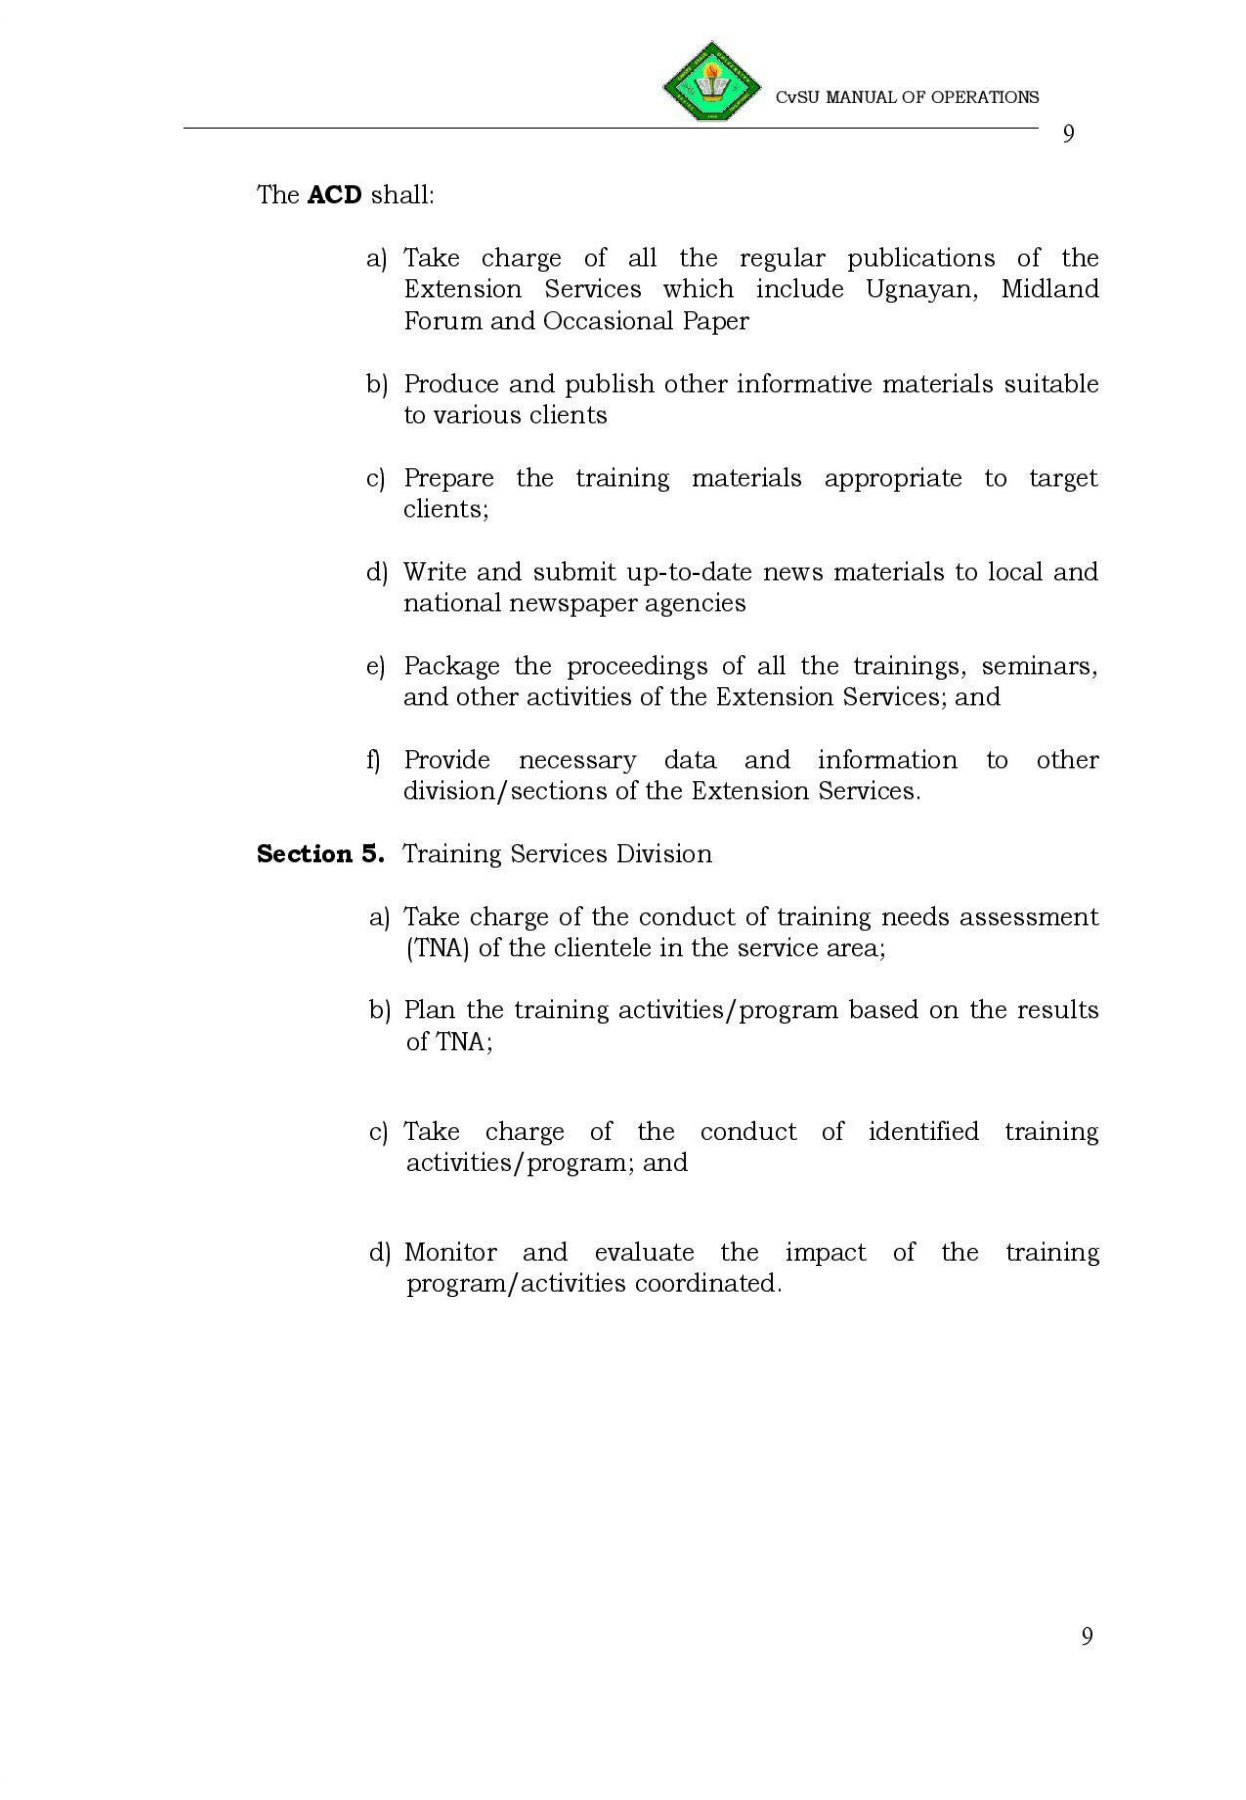 CvSU MANUAL OF OPERATIONS
9
The ACD shall:
a) Take charge of all the regular publications of the
Extension Services which include Ugnayan, Midland
Forum and Occasional Paper
b) Produce and publish other informative materials suitable
to various clients
c) Prepare the training materials appropriate to target
clients;
d) Write and submit up-to-date news materials to local and
national newspaper agencies
e) Package the proceedings of all the trainings, seminars,
and other activities of the Extension Services; and
f) Provide necessary data and information to other
division/sections of the Extension Services.
Section 5. Training Services Division
a) Take charge of the conduct of training needs assessment
(TNA) of the clientele in the service area;
b) Plan the training activities/program based on the results
of TNA;
c) Take charge of the conduct of identified training
activities/program; and
d) Monitor and evaluate the impact of the training
program/activities coordinated.
9